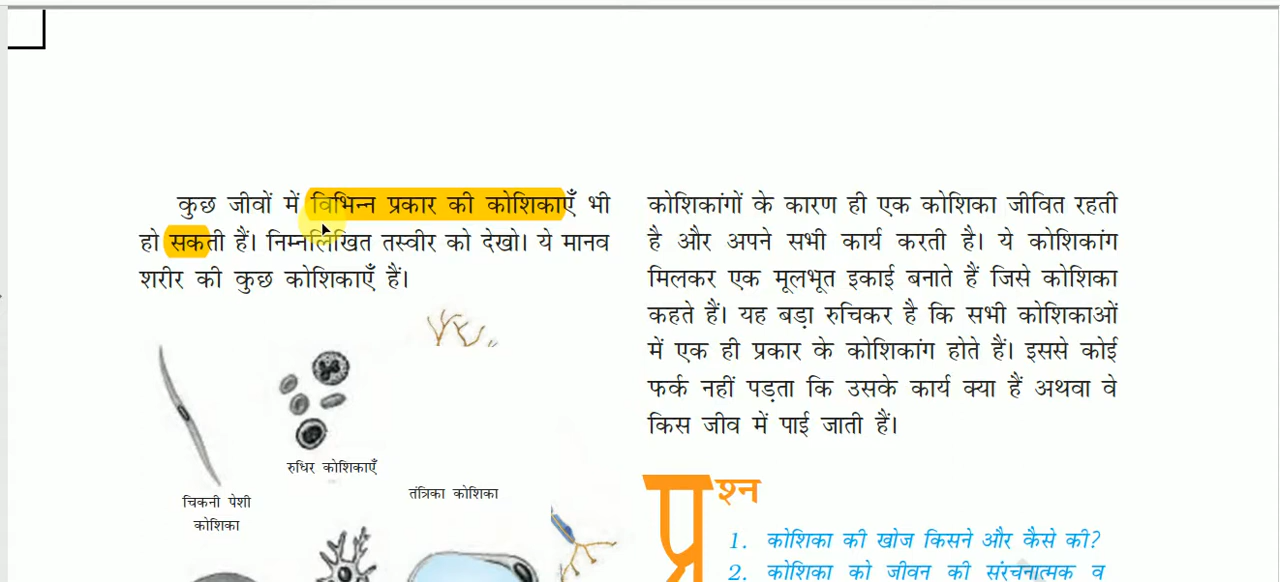 कुछ जीवों में विभिन्न प्रकार की कोशिकाएँ भी
हो सकती हैं। निम्नलिखित तस्वीर को देखो। ये मानव
शरीर की कुछ कोशिकाएँ हैं।
रुधिर कोशिकाएँ
चिकनी पेशी
कोशिका
तंत्रिका कोशिका
कोशिकांगों के कारण ही एक कोशिका जीवित रहती
है और अपने सभी कार्य करती है। ये कोशिकांग
मिलकर एक मूलभूत इकाई बनाते हैं जिसे कोशिका
कहते हैं। यह बड़ा रुचिकर है कि सभी कोशिकाओं
में एक ही प्रकार के कोशिकांग होते हैं। इससे कोई
फर्क नहीं पड़ता कि उसके कार्य क्या हैं अथवा वे
किस जीव में पाई जाती हैं।
प्रश्न
1. कोशिका की खोज किसने और कैसे की?
2. कोशिका को जीवन की संरचनात्मक व